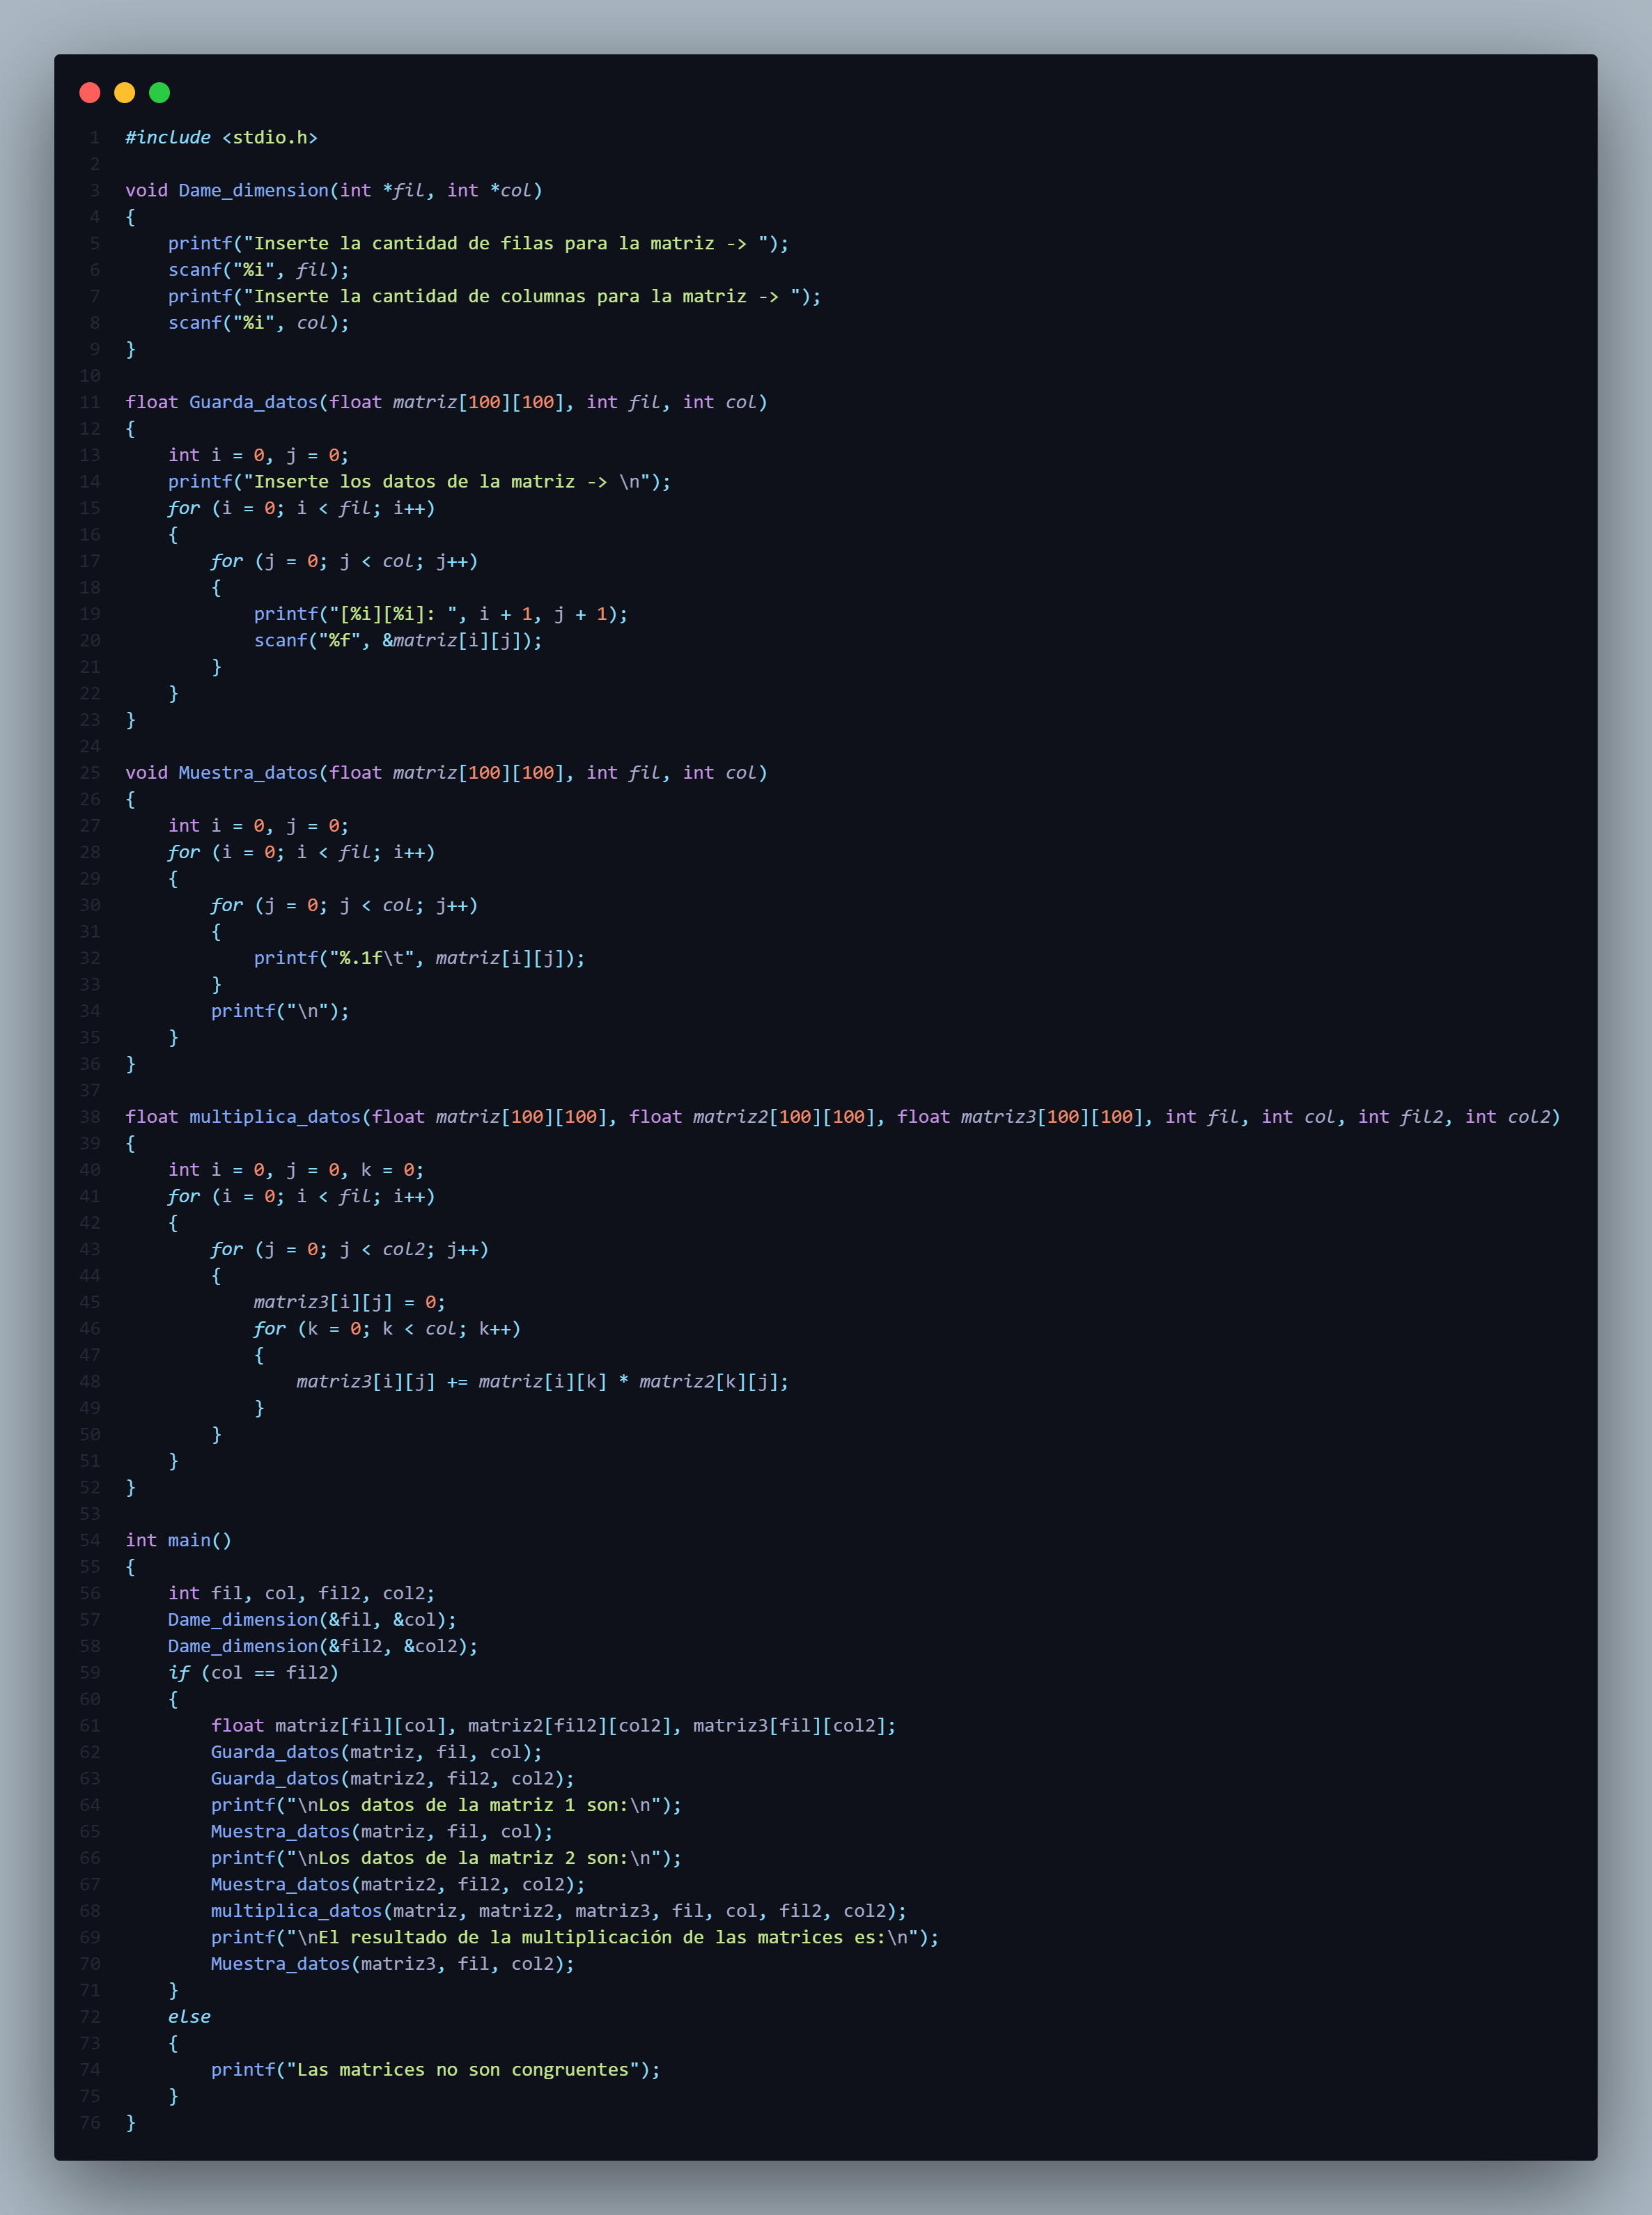 1 #include <stdio.h>
2
3 void Dame_dimension(int *fil, int *col)
4 {
5     printf("Inserte la cantidad de filas para la matriz -> ");
6     scanf("%i", fil);
7     printf("Inserte la cantidad de columnas para la matriz -> ");
8     scanf("%i", col);
9 }
10
11 float Guarda_datos(float matriz[100][100], int fil, int col)
12 {
13     int i = 0, j = 0;
14     printf("Inserte los datos de la matriz -> \n");
15     for (i = 0; i < fil; i++)
16     {
17         for (j = 0; j < col; j++)
18         {
19             printf("[%i][%i]: ", i + 1, j + 1);
20             scanf("%f", &matriz[i][j]);
21         }
22     }
23 }
24
25 void Muestra_datos(float matriz[100][100], int fil, int col)
26 {
27     int i = 0, j = 0;
28     for (i = 0; i < fil; i++)
29     {
30         for (j = 0; j < col; j++)
31         {
32             printf("%.1f\t", matriz[i][j]);
33         }
34         printf("\n");
35     }
36 }
37
38 float multiplica_datos(float matriz[100][100], float matriz2[100][100], float matriz3[100][100], int fil, int col, int fil2, int col2)
39 {
40     int i = 0, j = 0, k = 0;
41     for (i = 0; i < fil; i++)
42     {
43         for (j = 0; j < col2; j++)
44         {
45             matriz3[i][j] = 0;
46             for (k = 0; k < col; k++)
47             {
48                 matriz3[i][j] += matriz[i][k] * matriz2[k][j];
49             }
50         }
51     }
52 }
53
54 int main()
55 {
56     int fil, col, fil2, col2;
57     Dame_dimension(&fil, &col);
58     Dame_dimension(&fil2, &col2);
59     if (col == fil2)
60     {
61         float matriz[fil][col], matriz2[fil2][col2], matriz3[fil][col2];
62         Guarda_datos(matriz, fil, col);
63         Guarda_datos(matriz2, fil2, col2);
64         printf("\nLos datos de la matriz 1 son:\n");
65         Muestra_datos(matriz, fil, col);
66         printf("\nLos datos de la matriz 2 son:\n");
67         Muestra_datos(matriz2, fil2, col2);
68         multiplica_datos(matriz, matriz2, matriz3, fil, col, fil2, col2);
69         printf("\nEl resultado de la multiplicación de las matrices es:\n");
70         Muestra_datos(matriz3, fil, col2);
71     }
72     else
73     {
74         printf("Las matrices no son congruentes");
75     }
76 }